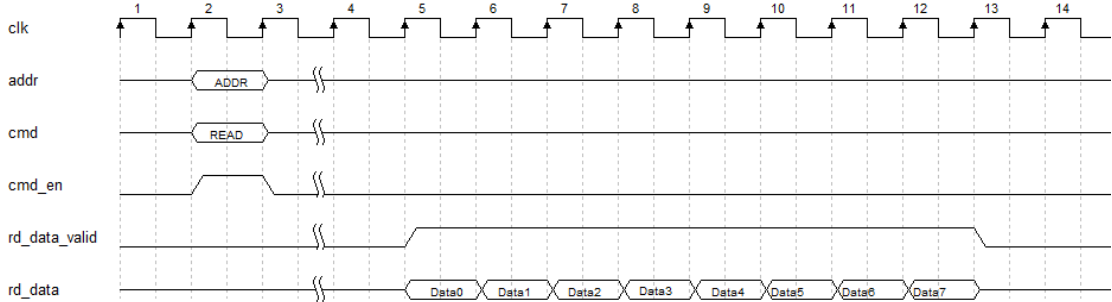 1 2 3 4 5 6 7 8 9 10 11 12 13 14
clk
addr ADDR
cmd READ
cmd_en
rd_data_valid
rd_data Data0 Data1 Data2 Data3 Data4 Data5 Data6 Data7